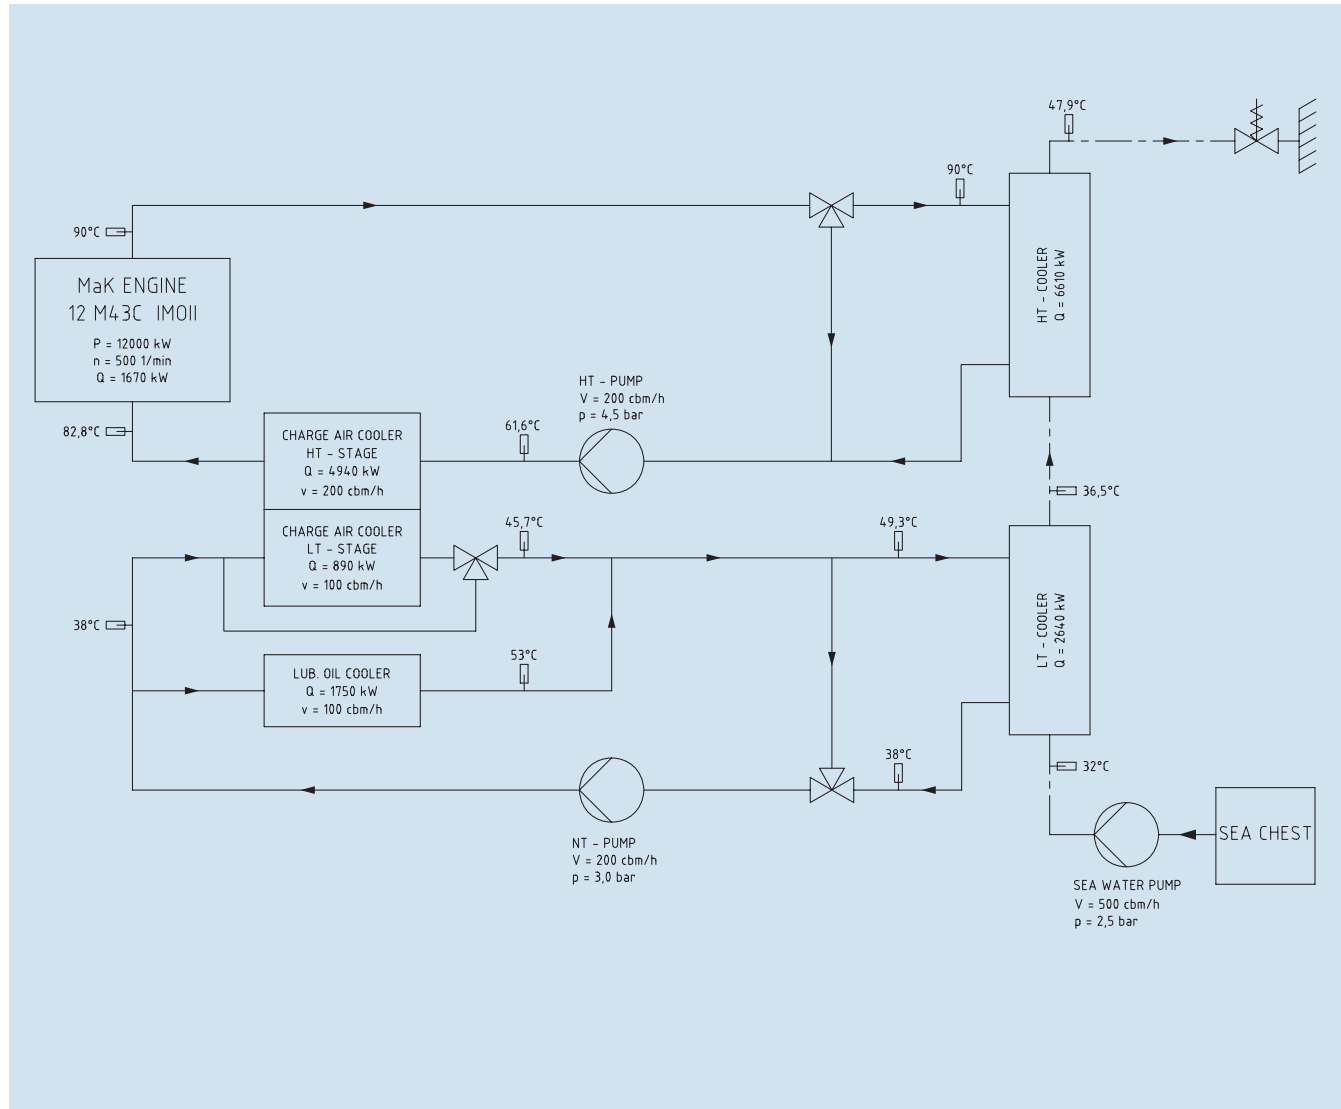 47,9°C
90°C
90°C
MaK ENGINE
12 M43C IMOII
P = 12000 kW
n = 500 1/min
Q = 1670 kW
HT - COOLER
Q = 6610 kW
82,8°C
CHARGE AIR COOLER
HT - STAGE
Q = 4940 kW
v = 200 cbm/h
61,6°C
HT - PUMP
V = 200 cbm/h
p = 4,5 bar
36,5°C
CHARGE AIR COOLER
LT - STAGE
Q = 890 kW
v = 100 cbm/h
45,7°C
49,3°C
38°C
LT - COOLER
Q = 2640 kW
LUB. OIL COOLER
Q = 1750 kW
v = 100 cbm/h
53°C
38°C
32°C
NT - PUMP
V = 200 cbm/h
p = 3,0 bar
SEA CHEST
SEA WATER PUMP
V = 500 cbm/h
p = 2,5 bar